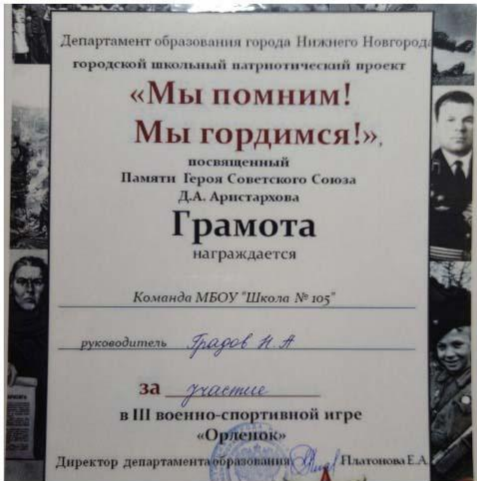 Департамент образования города Нижнего Новгорода
городской школьный патриотический проект
«Мы помним!
Мы гордимся!»,
посвященный
Памяти Героя Советского Союза
Д.А. Аристархова
Грамота
награждается
Команда МБОУ "Школа № 105"
руководитель Градов Н.А
за участие
в III военно-спортивной игре
«Орленок»
Директор департамента образования Платонова Е.А.